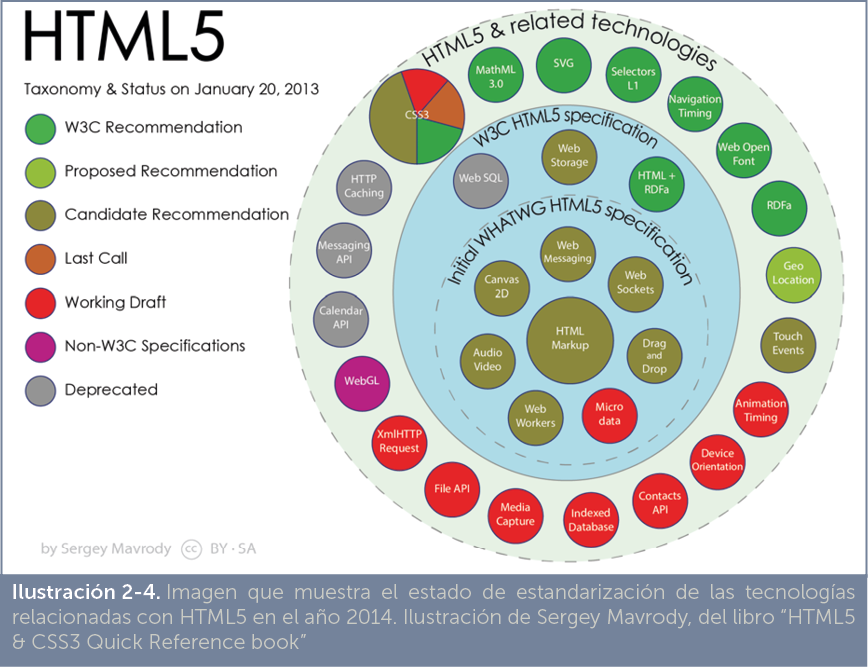 HTML5
Taxonomy & Status on January 20, 2013
W3C Recommendation
Proposed Recommendation
Candidate Recommendation
Last Call
Working Draft
Non-W3C Specifications
Deprecated
HTML5 & related technologies
CSS3
MathML
3.0
SVG
Selectors
L1
Navigation
Timing
Web Open
Font
RDFa
Geo
Location
Touch
Events
Animation
Timing
Device
Orientation
Contacts
API
Indexed
Database
Media
Capture
File API
XmlHTTP
Request
WebGL
Calendar
API
Messaging
API
HTTP
Caching
W3C HTML5 specification
Web SQL
Web
Storage
HTML +
RDFa
Initial WHATWG HTML5 specification
Web
Messaging
Canvas
2D
Web
Sockets
HTML
Markup
Audio
Video
Drag
and
Drop
Web
Workers
Micro
data
by Sergey Mavrody cc BY · SA
Ilustración 2-4. Imagen que muestra el estado de estandarización de las tecnologías
relacionadas con HTML5 en el año 2014. Ilustración de Sergey Mavrody, del libro “HTML5
& CSS3 Quick Reference book”